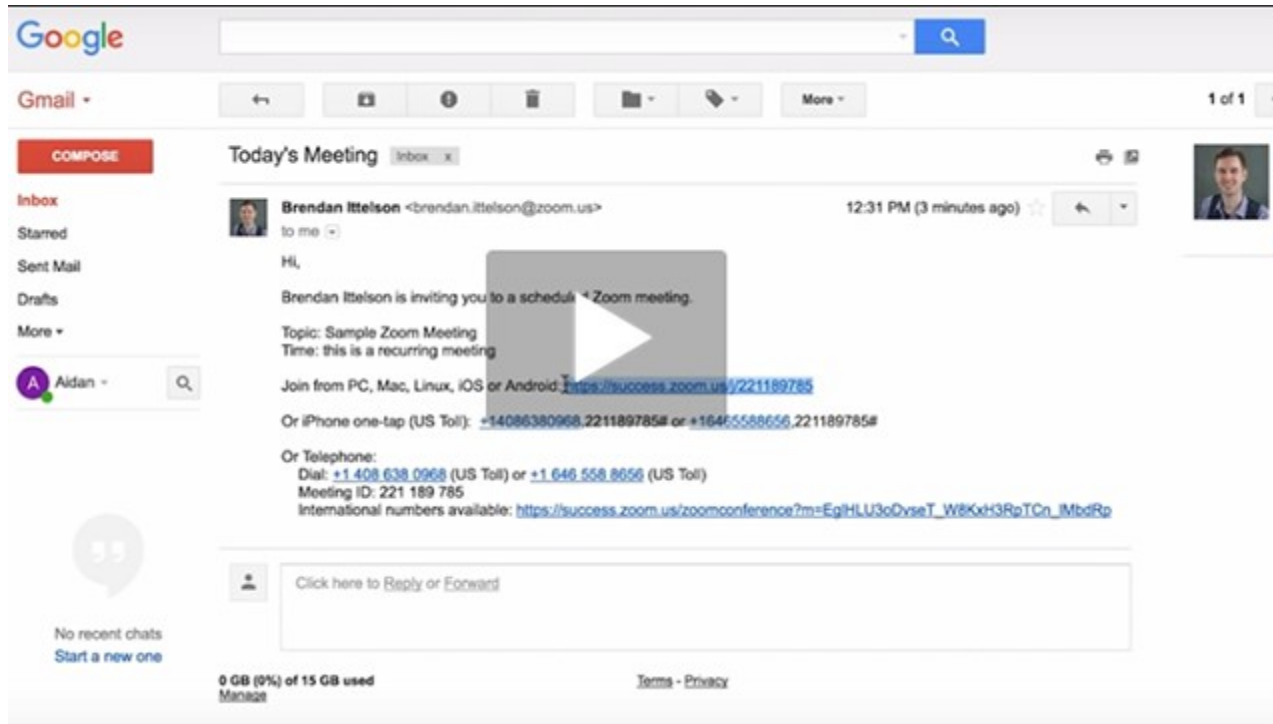 Google
Gmail
More
1 of 1
COMPOSE
Today's Meeting
Inbox x
Inbox
Brendan Ittelson <brendan.ittelson@zoom.us>
12:31 PM (3 minutes ago)
to me
Starred
Sent Mail
Drafts
More
A Aidan
Hi,
Brendan Ittelson is inviting you to a scheduled Zoom meeting.
Topic: Sample Zoom Meeting
Time: this is a recurring meeting
Join from PC, Mac, Linux, iOS or Android: https://success.zoom.us/j/221189785
Or iPhone one-tap (US Toll): +14086380968,221189785# or +16465588656,221189785#
Or Telephone:
Dial: +1 408 638 0968 (US Toll) or +1 646 558 8656 (US Toll)
Meeting ID: 221 189 785
International numbers available:
Click here to Reply or Forward
No recent chats
Start a new one
0 GB (0%) of 15 GB used
Manage
Terms - Privacy